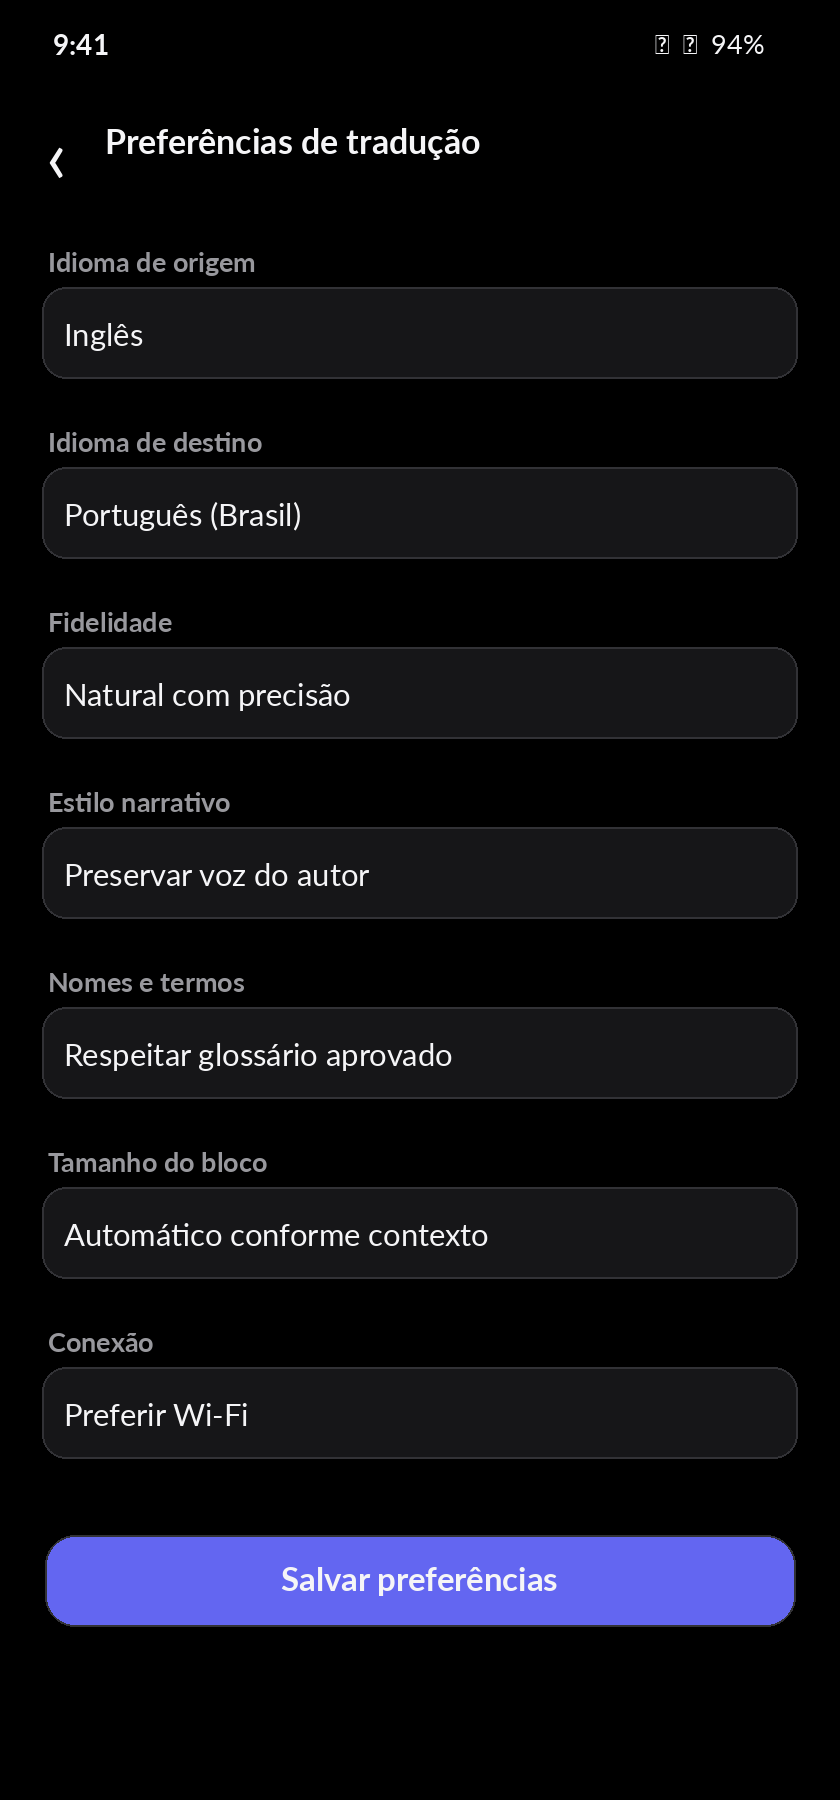 9:41
94%
Preferências de tradução
Idioma de origem
Inglês
Idioma de destino
Português (Brasil)
Fidelidade
Natural com precisão
Estilo narrativo
Preservar voz do autor
Nomes e termos
Respeitar glossário aprovado
Tamanho do bloco
Automático conforme contexto
Conexão
Preferir Wi-Fi
Salvar preferências